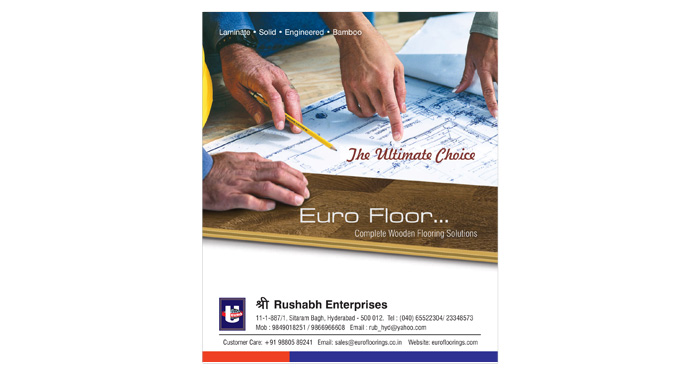 Laminate • Solid • Engineered • Bamboo
The Ultimate Choice
Euro Floor...
Complete Wooden Flooring Solutions
श्री Rushabh Enterprises
11-1-887/1, Sitaram Bagh, Hyderabad - 500 012. Tel : (040) 65522304/ 23348573
Mob : 9849018251 / 9866966608 Email : rub_hyd@yahoo.com
Customer Care: +91 98805 89241 Email: sales@eurofloorings.co.in Website: eurofloorings.com